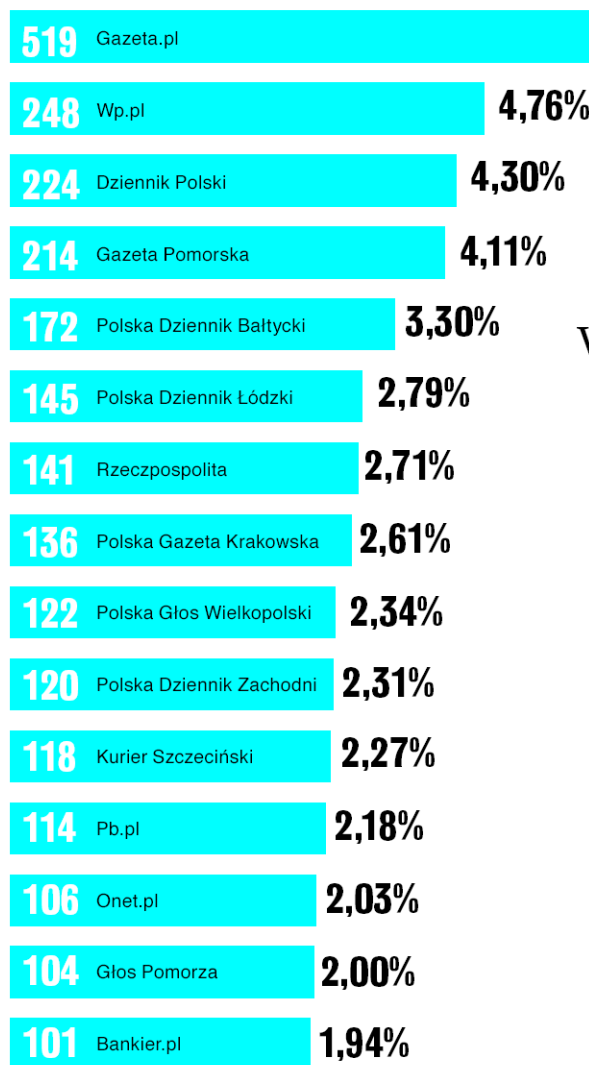 519 Gazeta.pl
248 Wp.pl 4,76%
224 Dziennik Polski 4,30%
214 Gazeta Pomorska 4,11%
172 Polska Dziennik Bałtycki 3,30%
145 Polska Dziennik Łódzki 2,79%
141 Rzeczpospolita 2,71%
136 Polska Gazeta Krakowska 2,61%
122 Polska Głos Wielkopolski 2,34%
120 Polska Dziennik Zachodni 2,31%
118 Kurier Szczeciński 2,27%
114 Pb.pl 2,18%
106 Onet.pl 2,03%
104 Głos Pomorza 2,00%
101 Bankier.pl 1,94%